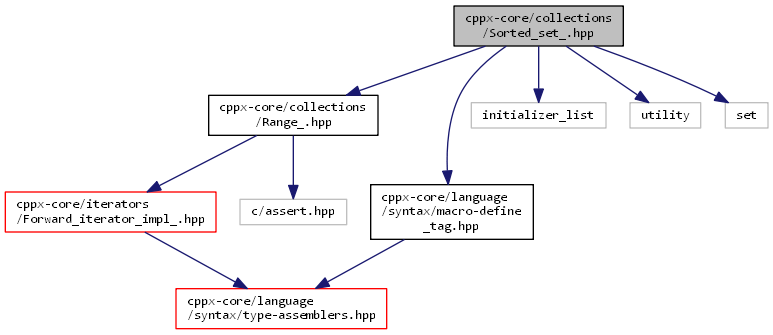 cppx-core/collections
/Sorted_set_.hpp
cppx-core/collections
/Range_.hpp
initializer_list
utility
set
cppx-core/iterators
/Forward_iterator_impl_.hpp
c/assert.hpp
cppx-core/language
/syntax/macro-define
_tag.hpp
cppx-core/language
/syntax/type-assemblers.hpp